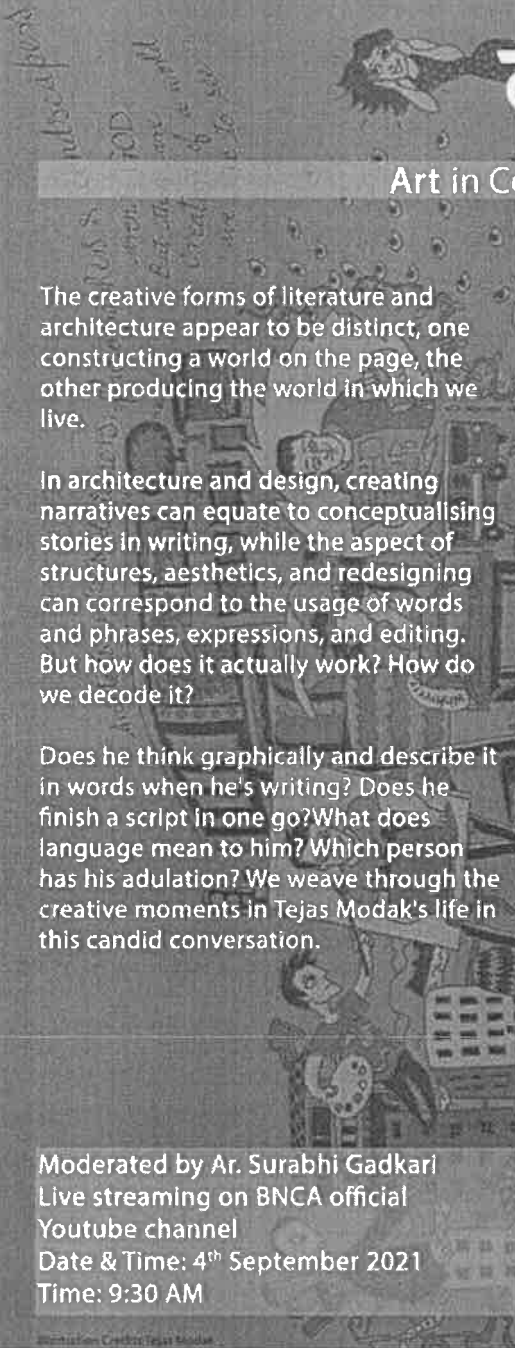 Art in
The creative forms of literature and
architecture appear to be distinct, one
constructing a world on the page, the
other producing the world in which we
live.
In architecture and design, creating
narratives can equate to conceptualising
stories in writing, while the aspect of
structures, aesthetics, and redesigning
can correspond to the usage of words
and phrases, expressions, and editing.
But how does it actually work? How do
we decode it?
Does he think graphically and describe it
in words when he's writing? Does he
finish a script in one go?What does
language mean to him? Which person
has his adulation? We weave through the
creative moments in Tejas Modak's life in
this candid conversation.
Moderated by Ar. Surabhi Gadkari
Live streaming on BNCA official
Youtube channel
Date & Time: 4th September 2021
Time: 9:30 AM
Illustration Credits Tejas Modak